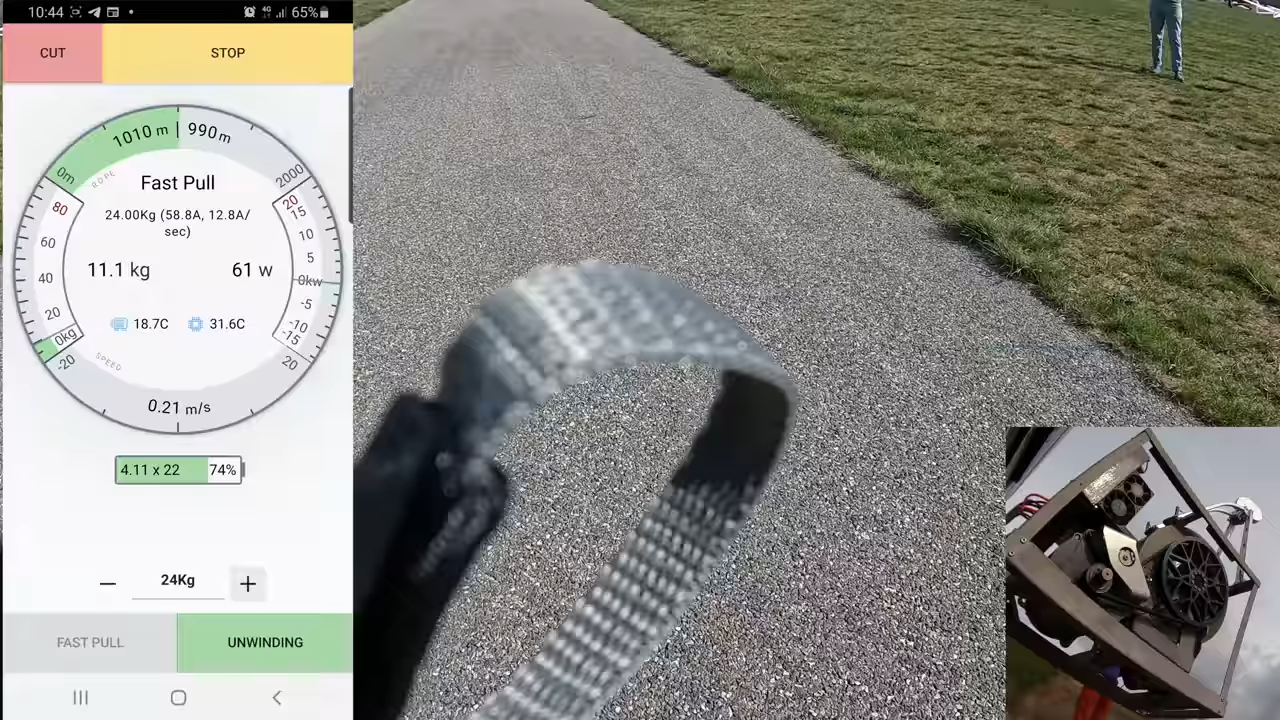 10:44
4G
65%
CUT
STOP
1010 m
990m
0m
ROPE
2000
Fast Pull
24.00Kg (58.8A, 12.8A/
sec)
80
60
40
20
0kg
20
15
10
5
0kw
-5
-10
-15
11.1 kg
61 w
18.7C
31.6C
-20
SPEED
20
0.21 m/s
4.11 x 22
74%
24Kg
FAST PULL
UNWINDING